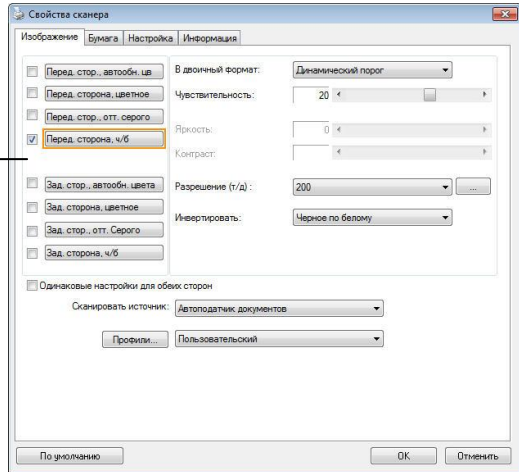 Свойства сканера
Изображение Бумага Настройка Информация
Перед. стор., автообн. цв
Перед. сторона, цветное
Перед. стор., отт. серого
Перед. сторона, ч/б
Зад. стор., автообн. цвета
Зад. сторона, цветное
Зад. стор., отт. Серого
Зад. сторона, ч/б
В двоичный формат: Динамический порог
Чувствительность: 20
Яркость: 0
Контраст:
Разрешение (т/д) : 200 ...
Инвертировать: Черное по белому
Одинаковые настройки для обеих сторон
Сканировать источник: Автоподатчик документов
Профили... Пользовательский
По умолчанию OK Отменить